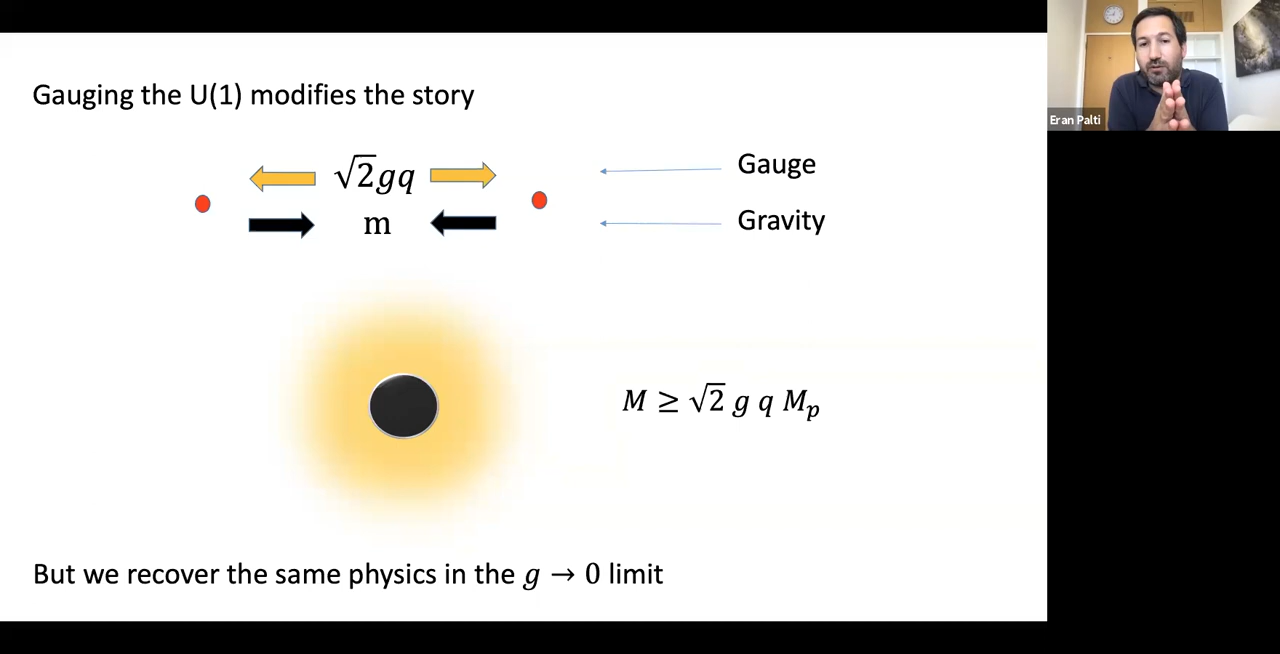 Gauging the U(1) modifies the story
√2gq
Gauge
m
Gravity
M ≥ √2 g q Mₚ
But we recover the same physics in the g → 0 limit
Eran Palti